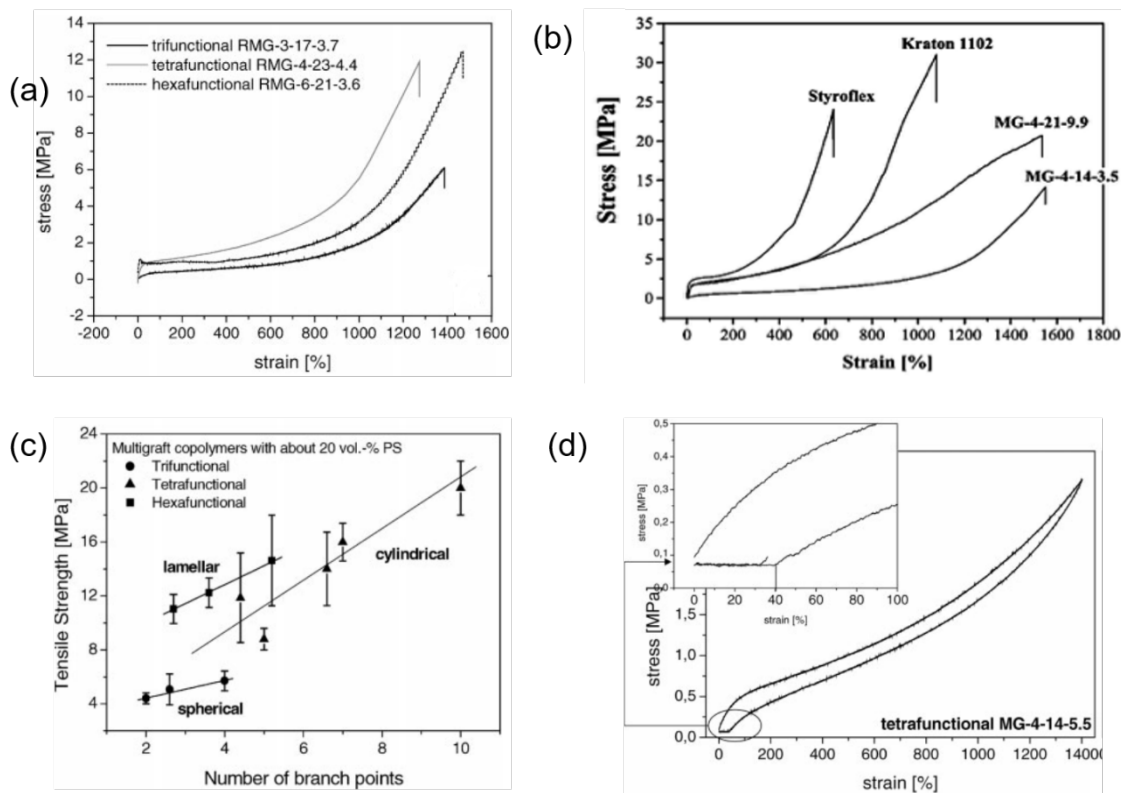 (a)
trifunctional RMG-3-17-3.7
tetrafunctional RMG-4-23-4.4
hexafunctional RMG-6-21-3.6
stress [MPa]
14
12
10
8
6
4
2
0
-2
-200 0 200 400 600 800 1000 1200 1400 1600
strain [%]
(b)
Kraton 1102
Styroflex
MG-4-21-9.9
MG-4-14-3.5
Stress [MPa]
35
30
25
20
15
10
5
0
0 200 400 600 800 1000 1200 1400 1600 1800
Strain [%]
(c)
Multigraft copolymers with about 20 vol.-% PS
Trifunctional
Tetrafunctional
Hexafunctional
lamellar
cylindrical
spherical
Tensile Strength [MPa]
24
20
16
12
8
4
2 4 6 8 10
Number of branch points
(d)
stress [MPa]
0,5
0,4
0,3
0,2
0,1
0,0
0 20 40 60 80 100
strain [%]
stress [MPa]
1,5
1,0
0,5
0,0
tetrafunctional MG-4-14-5.5
0 200 400 600 800 1000 1200 14000
strain [%]